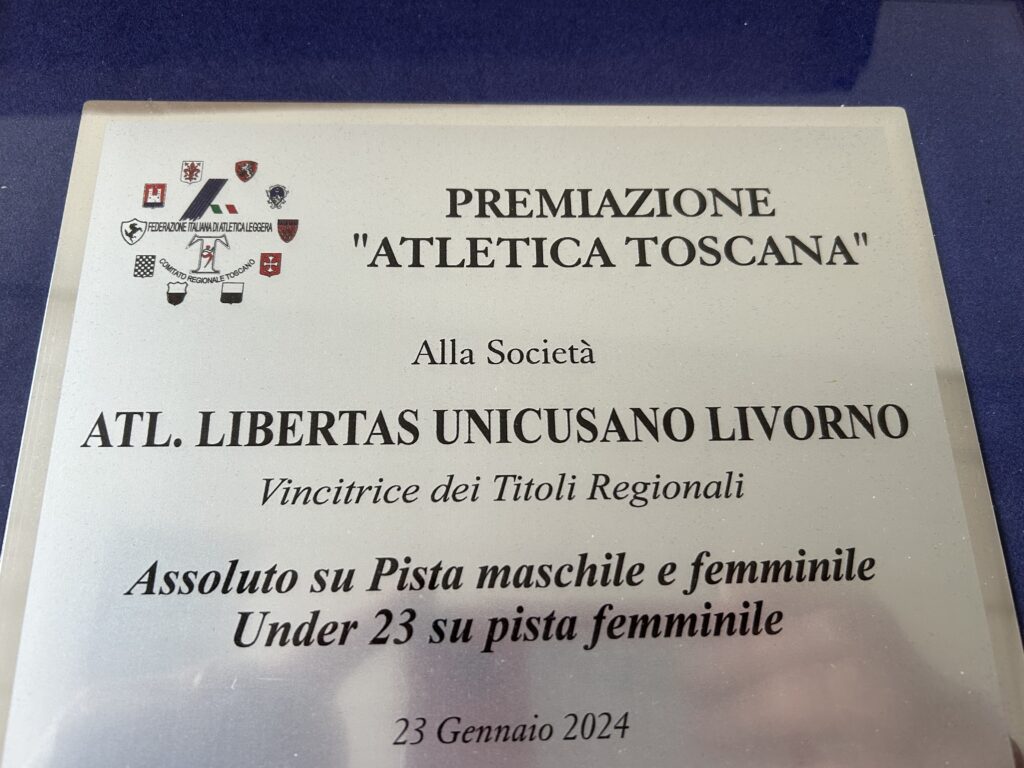 FEDERAZIONE ITALIANA DI ATLETICA LEGGERA
T
COMITATO REGIONALE TOSCANO
PREMIAZIONE
"ATLETICA TOSCANA"
Alla Società
ATL. LIBERTAS UNICUSANO LIVORNO
Vincitrice dei Titoli Regionali
Assoluto su Pista maschile e femminile
Under 23 su pista femminile
23 Gennaio 2024